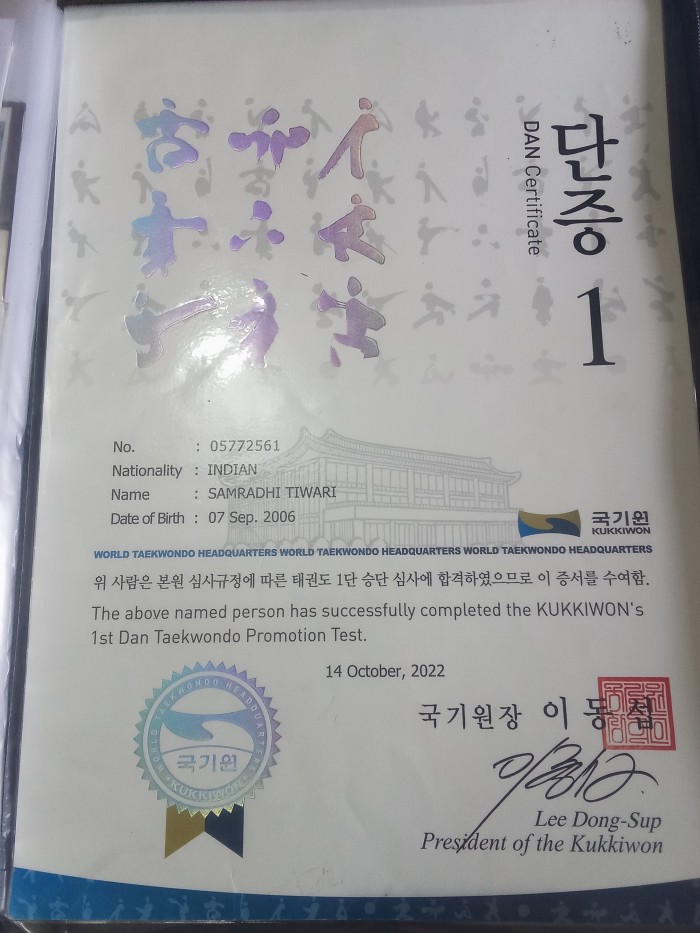 단증
DAN Certificate
1
No. : 05772561
Nationality : INDIAN
Name : SAMRADHI TIWARI
Date of Birth : 07 Sep. 2006
국기원
KUKKIWON
WORLD TAEKWONDO HEADQUARTERS WORLD TAEKWONDO HEADQUARTERS WORLD TAEKWONDO HEADQUARTERS
위 사람은 본원 심사규정에 따른 태권도 1단 승단 심사에 합격하였으므로 이 증서를 수여함.
The above named person has successfully completed the KUKKIWON's
1st Dan Taekwondo Promotion Test.
14 October, 2022
국기원장 이동섭
WORLD TAEKWONDO HEADQUARTERS
국기원
KUKKIWON
Lee Dong-Sup
President of the Kukkiwon